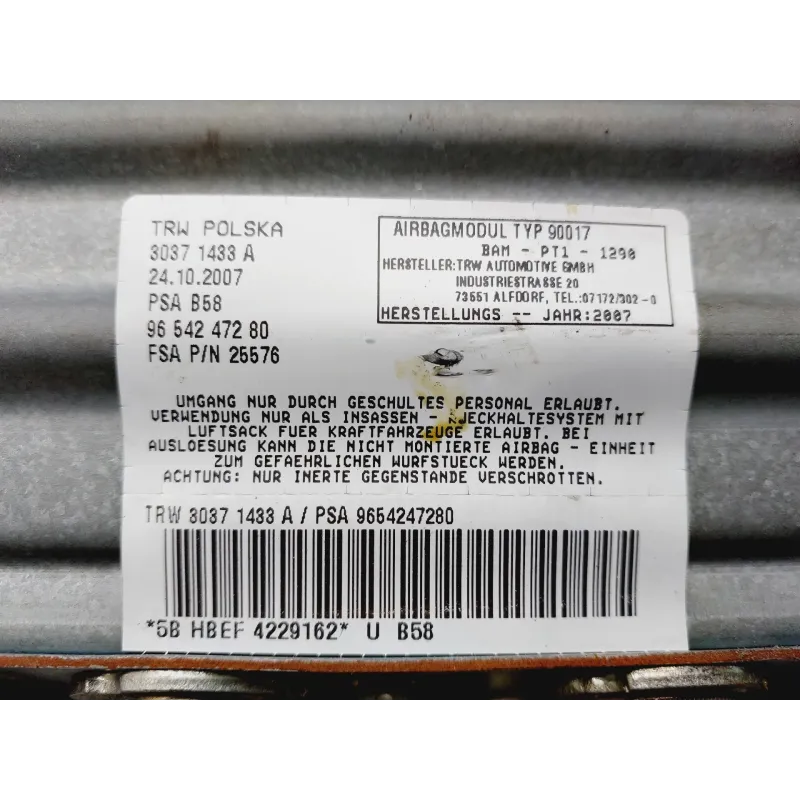 TRW POLSKA
3037 1433 A
24.10.2007
PSA B58
96 542 472 80
FSA P/N 25576
AIRBAGMODUL TYP 90017
BAM - PT1 - 1290
HERSTELLER:TRW AUTOMOTIVE GMBH
INDUSTRIESTRASSE 20
73551 ALFDORF, TEL.:07172/302-0
HERSTELLUNGS -- JAHR:2007
UMGANG NUR DURCH GESCHULTES PERSONAL ERLAUBT.
VERWENDUNG NUR ALS INSASSEN - JECKHALTESYSTEM MIT
LUFTSACK FUER KRAFTFAHRZEUGE ERLAUBT. BEI
AUSLOESUNG KANN DIE NICHT MONTIERTE AIRBAG - EINHEIT
ZUM GEFAEHRLICHEN WURFSTUECK WERDEN.
ACHTUNG: NUR INERTE GEGENSTANDE VERSCHROTTEN.
TRW 3037 1433 A / PSA 9654247280
*5B HBEF 4229162* U B58